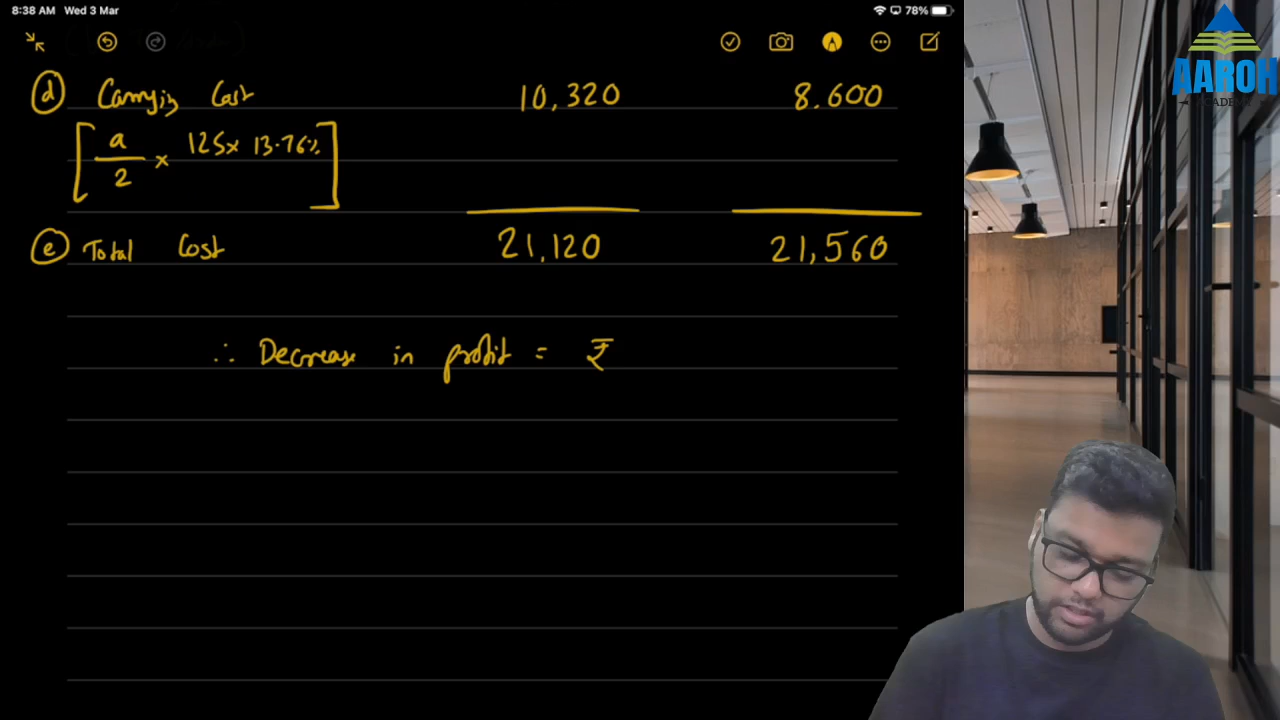 8:38 AM Wed 3 Mar
78%
AAROH
ACADEMY
(d) Carrying Cost 10,320 8,600
[a/2 × 125 × 13.76%]
(e) Total Cost 21,120 21,560
∴ Decrease in profit = ₹